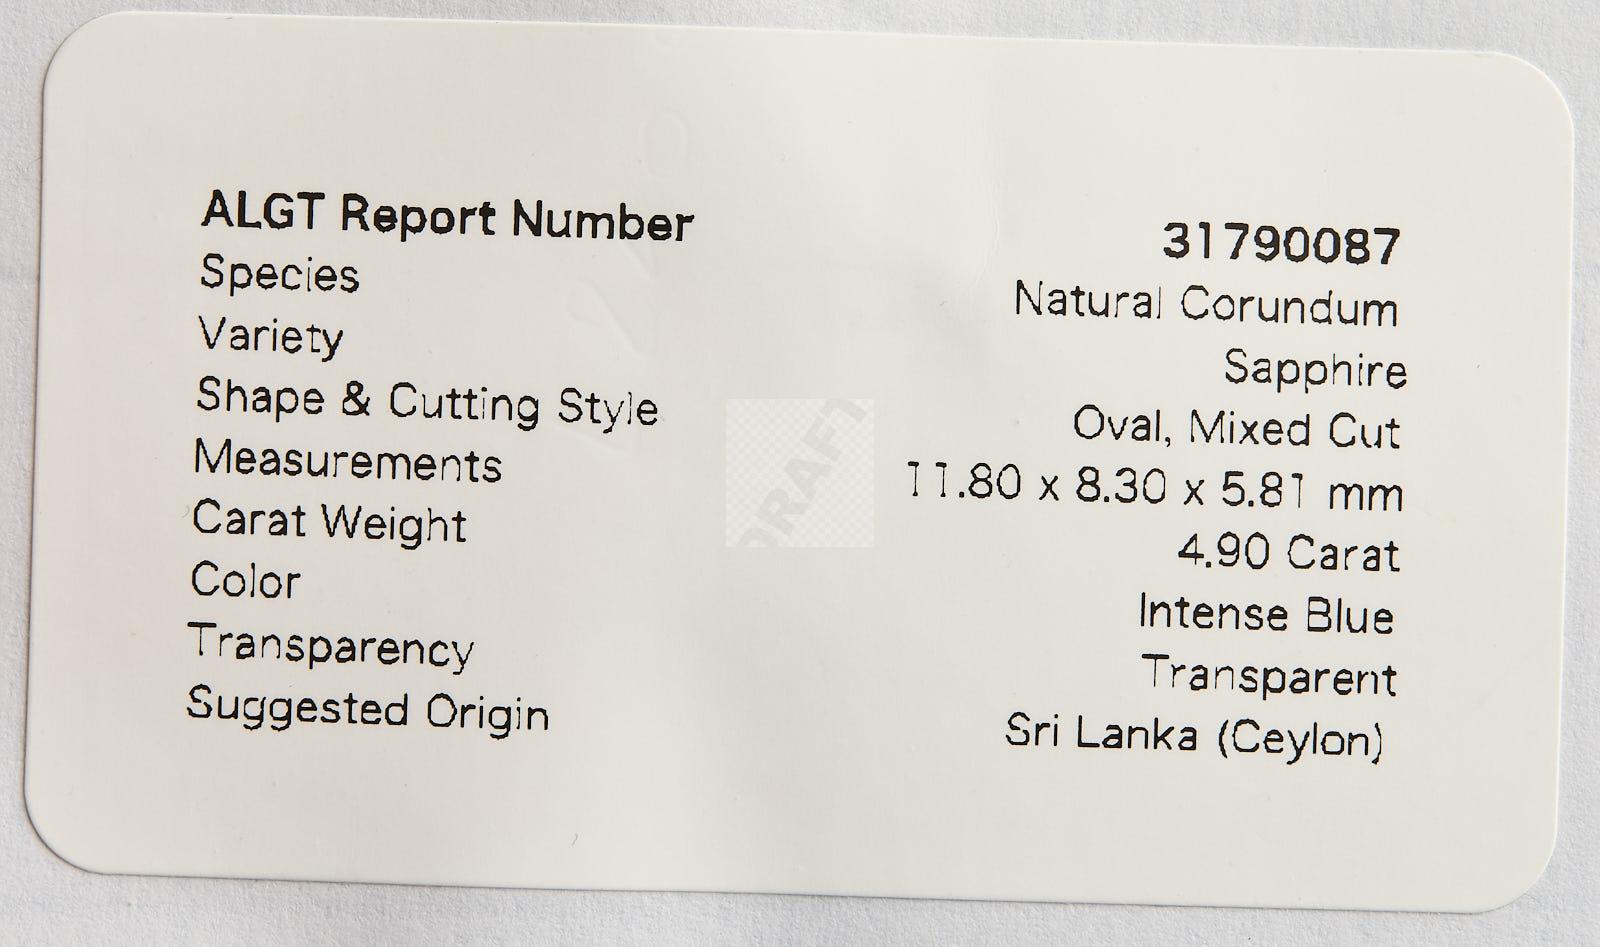 ALGT Report Number 31790087
Species Natural Corundum
Variety Sapphire
Shape & Cutting Style Oval, Mixed Cut
Measurements 11.80 x 8.30 x 5.81 mm
Carat Weight 4.90 Carat
Color Intense Blue
Transparency Transparent
Suggested Origin Sri Lanka (Ceylon)
DRAFT